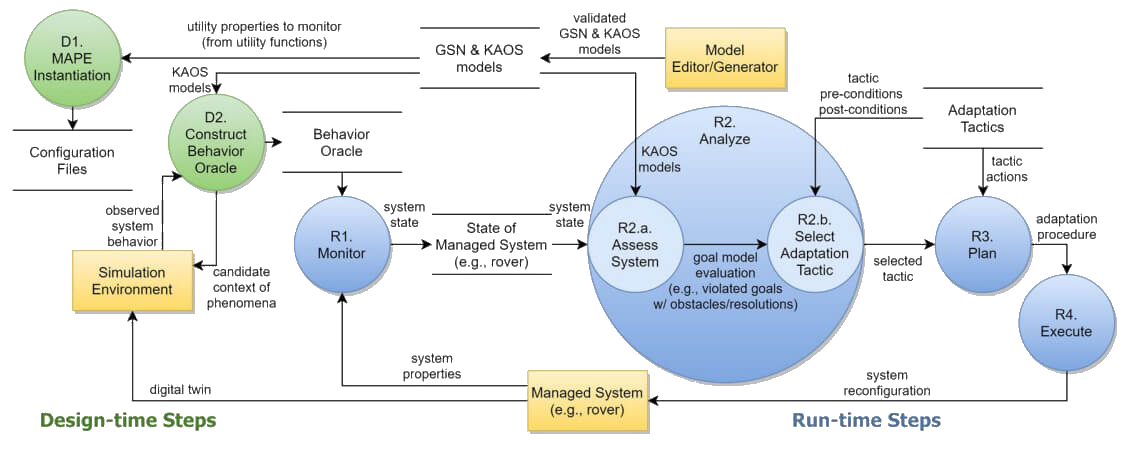 D1.
MAPE
Instantiation
utility properties to monitor
(from utility functions)
GSN & KAOS
models
validated
GSN & KAOS
models
Model
Editor/Generator
KAOS
models
Configuration
Files
D2.
Construct
Behavior
Oracle
Behavior
Oracle
R2.
Analyze
tactic
pre-conditions
post-conditions
Adaptation
Tactics
KAOS
models
tactic
actions
observed
system
behavior
system
state
system
state
R1.
Monitor
State of
Managed System
(e.g., rover)
R2.a.
Assess
System
goal model
evaluation
(e.g., violated goals
w/ obstacles/resolutions)
R2.b.
Select
Adaptation
Tactic
selected
tactic
R3.
Plan
adaptation
procedure
Simulation
Environment
candidate
context of
phenomena
R4.
Execute
system
properties
digital twin
Managed System
(e.g., rover)
system
reconfiguration
Design-time Steps
Run-time Steps